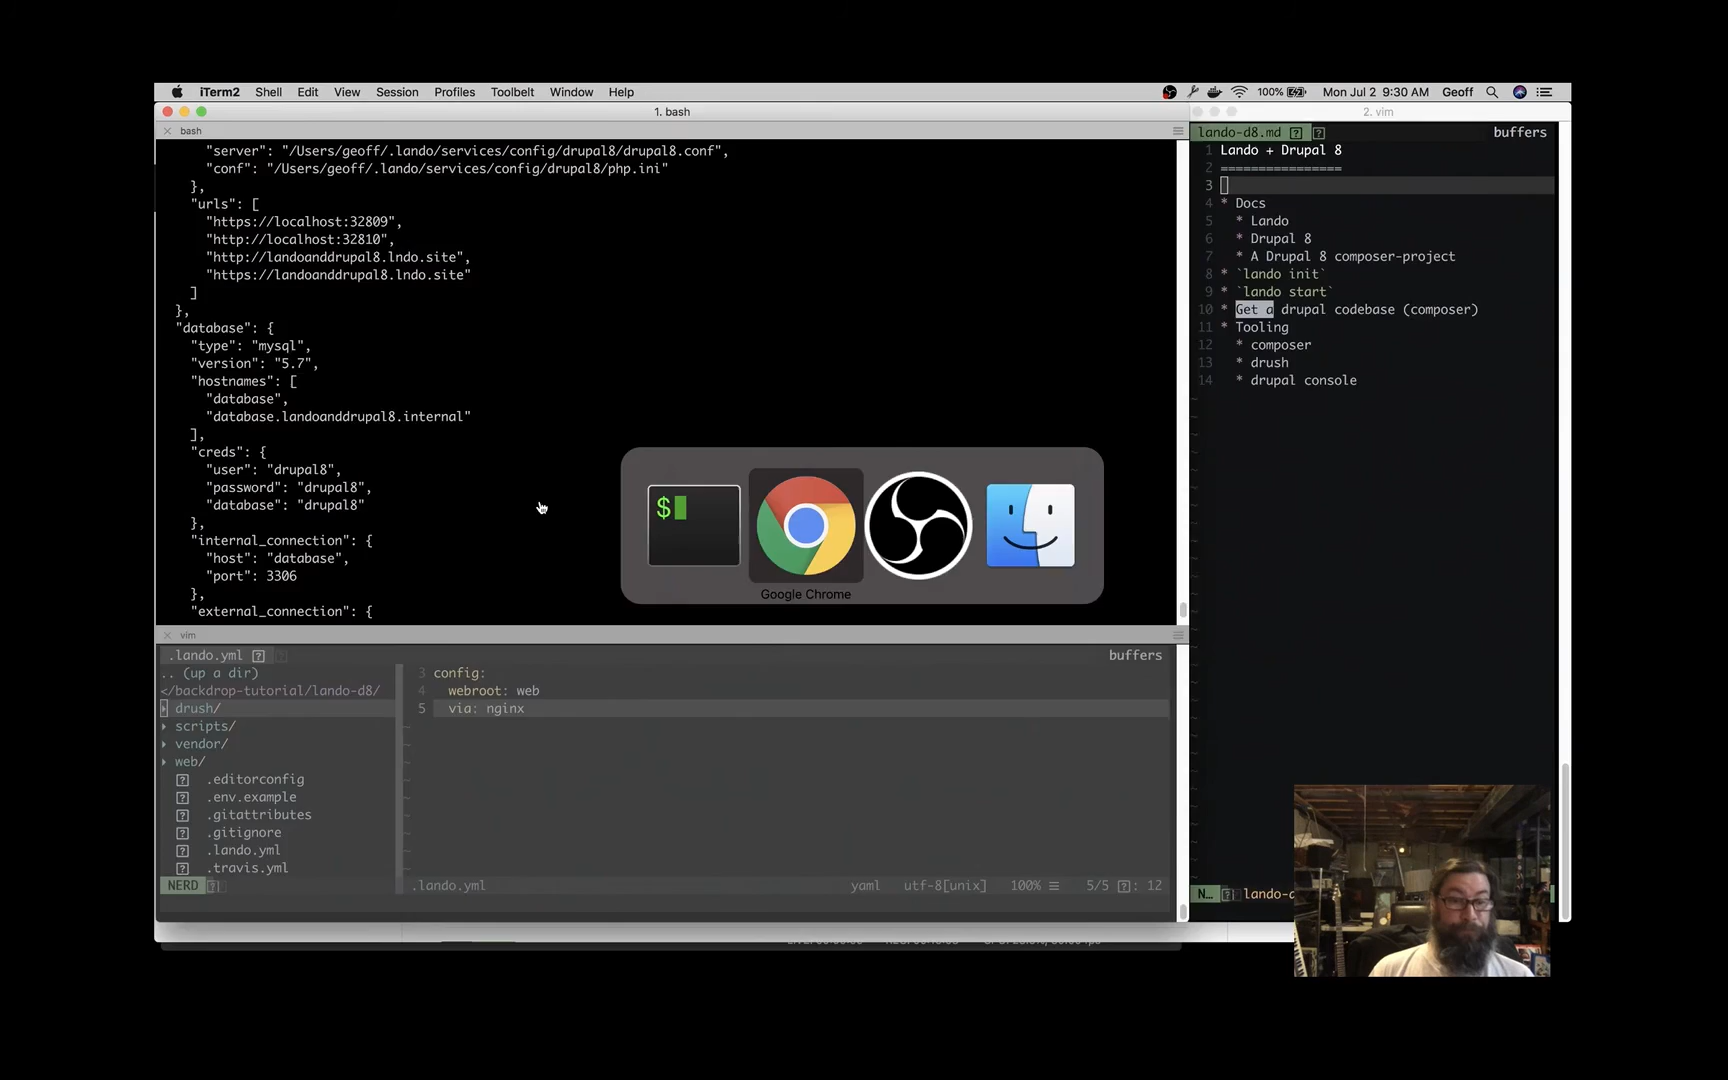 iTerm2 Shell Edit View Session Profiles Toolbelt Window Help 100% Mon Jul 2 9:30 AM Geoff
1. bash
bash
"server": "/Users/geoff/.lando/services/config/drupal8/drupal8.conf",
"conf": "/Users/geoff/.lando/services/config/drupal8/php.ini"
},
"urls": [
"https://localhost:32809",
"http://localhost:32810",
"http://landoanddrupal8.lndo.site",
"https://landoanddrupal8.lndo.site"
]
},
"database": {
"type": "mysql",
"version": "5.7",
"hostnames": [
"database",
"database.landoanddrupal8.internal"
],
"creds": {
"user": "drupal8",
"password": "drupal8",
"database": "drupal8"
},
"internal_connection": {
"host": "database",
"port": 3306
},
"external_connection": {
$
Google Chrome
vim
.lando.yml buffers
.. (up a dir)
</backdrop-tutorial/lando-d8/
drush/
scripts/
vendor/
web/
.editorconfig
.env.example
.gitattributes
.gitignore
.lando.yml
.travis.yml
NERD
3 config:
4 webroot: web
5 via: nginx
.lando.yml yaml utf-8[unix] 100% ☰ 5/5 : 12
2. vim
lando-d8.md buffers
1 Lando + Drupal 8
2 ================
3
4 * Docs
5 * Lando
6 * Drupal 8
7 * A Drupal 8 composer-project
8 * `lando init`
9 * `lando start`
10 * Get a drupal codebase (composer)
11 * Tooling
12 * composer
13 * drush
14 * drupal console
N… lando-d